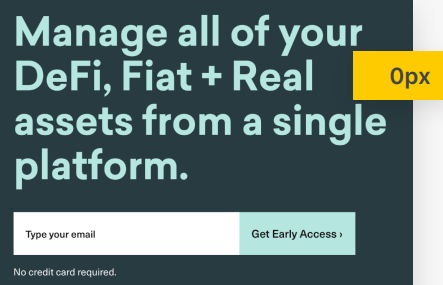 Manage all of your
DeFi, Fiat + Real
0px
assets from a single
platform.
Type your email
Get Early Access ›
No credit card required.